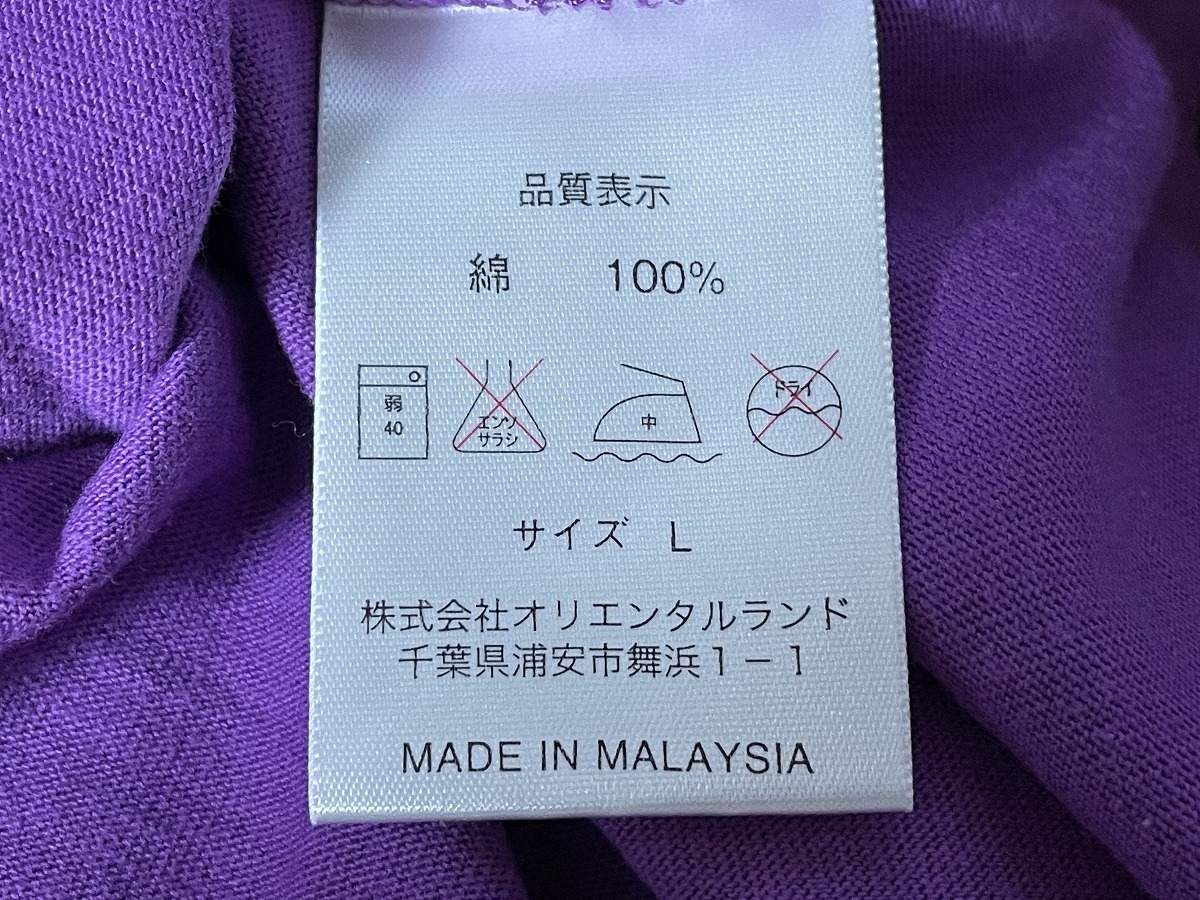 品質表示
綿 100%
弱
40
エンソ
サラシ
中
ドライ
サイズ L
株式会社オリエンタルランド
千葉県浦安市舞浜1-1
MADE IN MALAYSIA